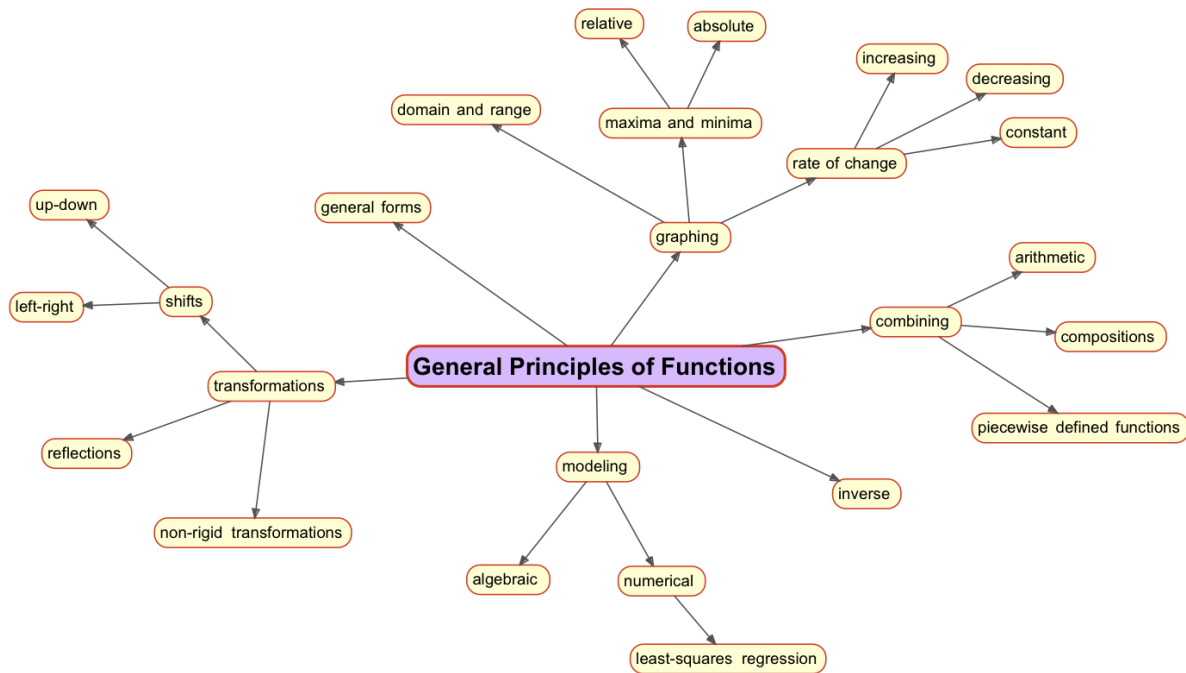 relative
absolute
increasing
decreasing
domain and range
maxima and minima
constant
rate of change
up-down
general forms
graphing
arithmetic
left-right
shifts
combining
compositions
General Principles of Functions
transformations
piecewise defined functions
reflections
modeling
inverse
non-rigid transformations
algebraic
numerical
least-squares regression